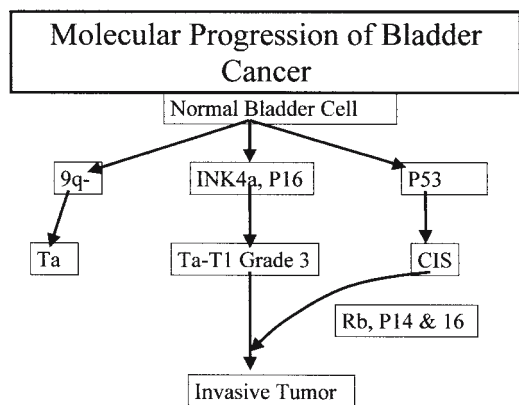 Molecular Progression of Bladder
Cancer
Normal Bladder Cell
9q-
INK4a, P16
P53
Ta
Ta-T1 Grade 3
CIS
Rb, P14 & 16
Invasive Tumor